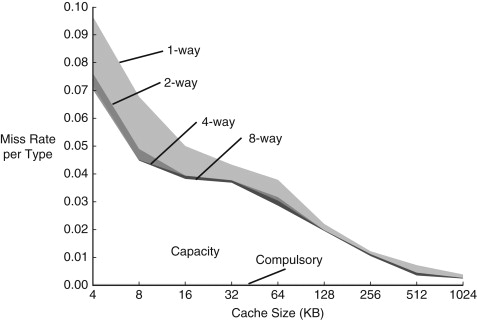 0.10
0.09
1-way
0.08
2-way
0.07
0.06
4-way
8-way
Miss Rate
per Type
0.05
0.04
0.03
0.02
Capacity
Compulsory
0.01
0.00
4 8 16 32 64 128 256 512 1024
Cache Size (KB)